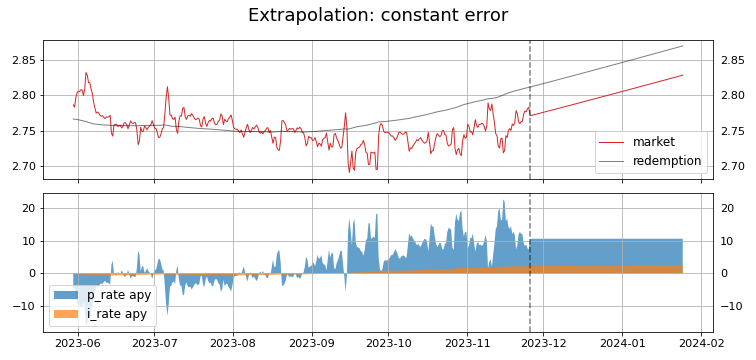 Extrapolation: constant error
2.85 2.85
2.80 2.80
2.75 2.75
2.70 2.70
market
redemption
20 20
10 10
0 0
−10 −10
p_rate apy
i_rate apy
2023-06 2023-07 2023-08 2023-09 2023-10 2023-11 2023-12 2024-01 2024-02